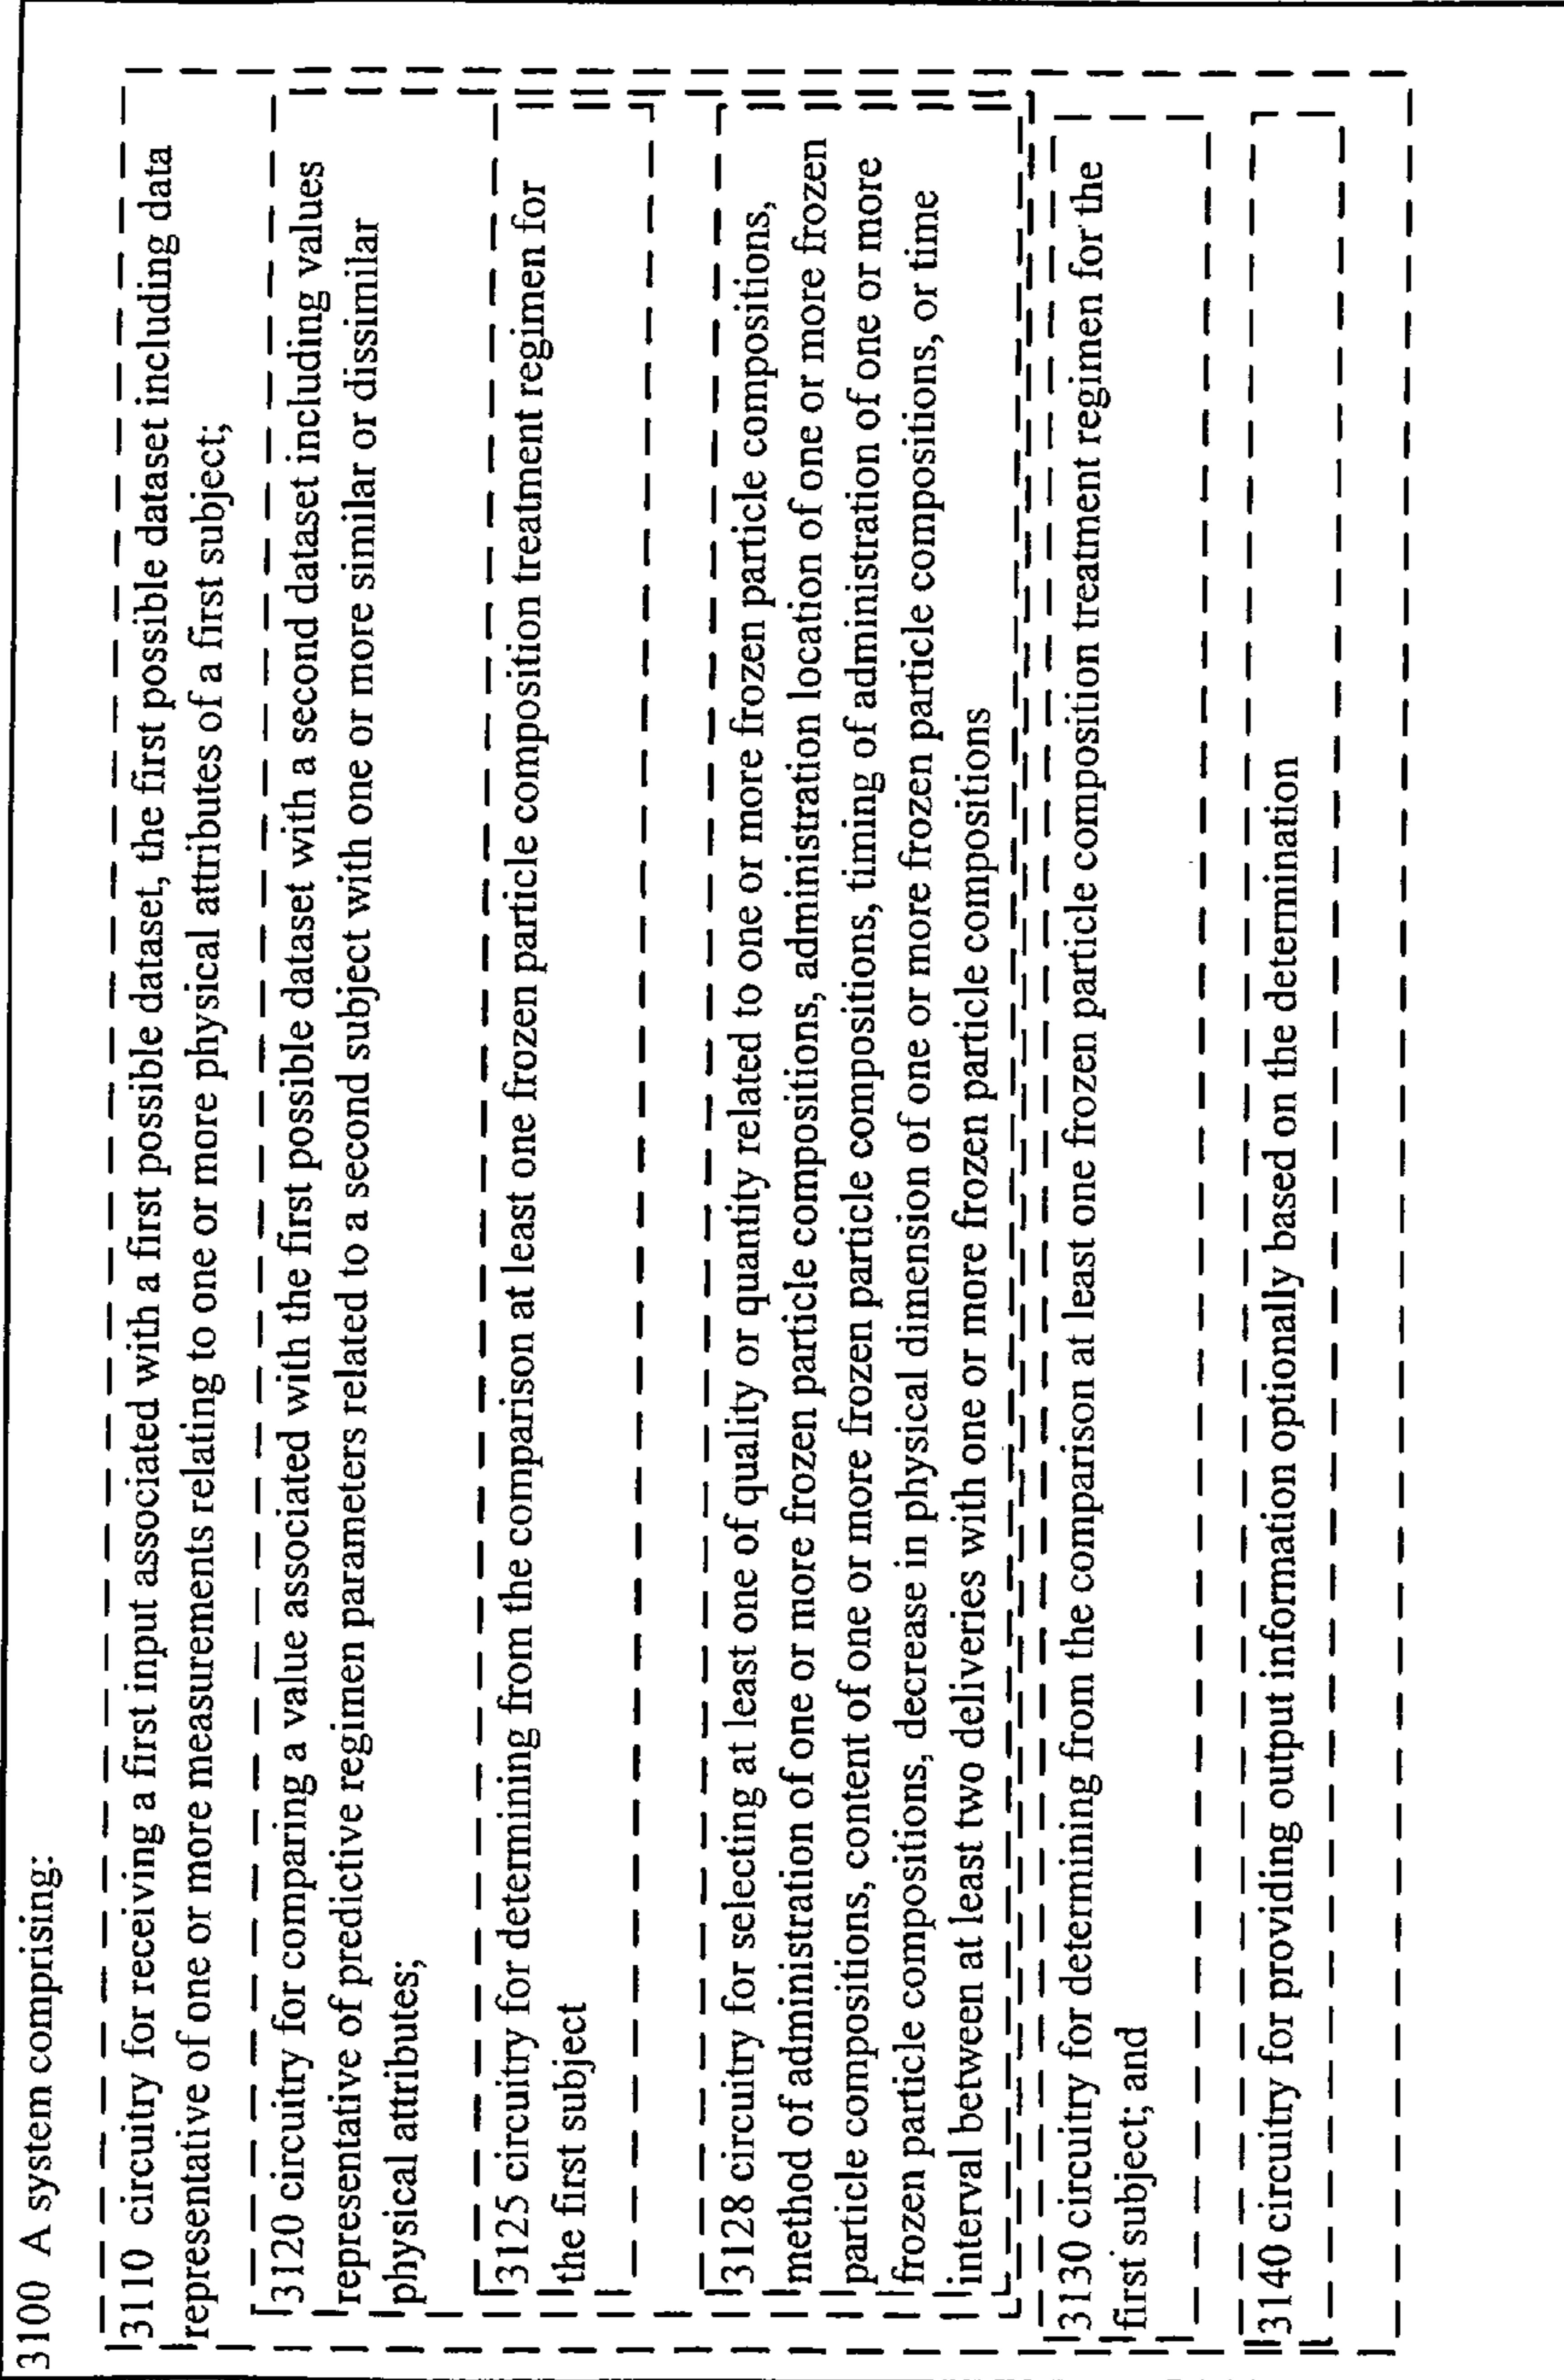 3100 A system comprising:
3110 circuitry for receiving a first input associated with a first possible dataset, the first possible dataset including data
representative of one or more measurements relating to one or more physical attributes of a first subject;
3120 circuitry for comparing a value associated with the first possible dataset with a second dataset including values
representative of predictive regimen parameters related to a second subject with one or more similar or dissimilar
physical attributes;
3125 circuitry for determining from the comparison at least one frozen particle composition treatment regimen for
the first subject
3128 circuitry for selecting at least one of quality or quantity related to one or more frozen particle compositions,
method of administration of one or more frozen particle compositions, administration location of one or more frozen
particle compositions, content of one or more frozen particle compositions, timing of administration of one or more
frozen particle compositions, decrease in physical dimension of one or more frozen particle compositions, or time
interval between at least two deliveries with one or more frozen particle compositions
3130 circuitry for determining from the comparison at least one frozen particle composition treatment regimen for the
first subject; and
3140 circuitry for providing output information optionally based on the determination